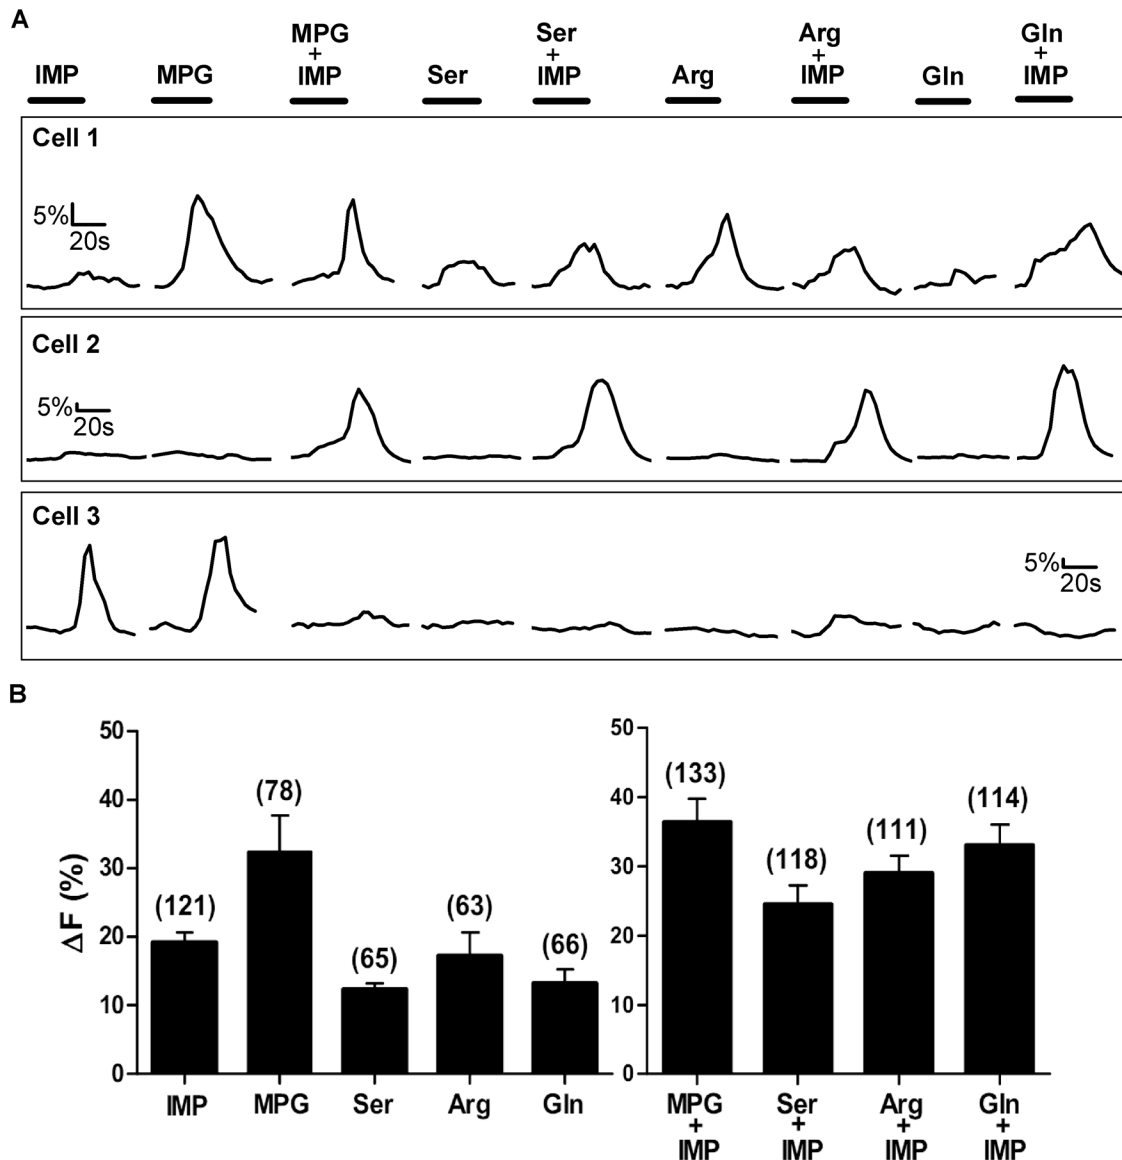 A
IMP
MPG
MPG
+
IMP
Ser
Ser
+
IMP
Arg
Arg
+
IMP
Gln
Gln
+
IMP
Cell 1
5%
20s
Cell 2
5%
20s
Cell 3
5%
20s
B
ΔF (%)
50
40
30
20
10
0
(121)
(78)
(65)
(63)
(66)
IMP
MPG
Ser
Arg
Gln
50
40
30
20
10
0
(133)
(118)
(111)
(114)
MPG
+
IMP
Ser
+
IMP
Arg
+
IMP
Gln
+
IMP